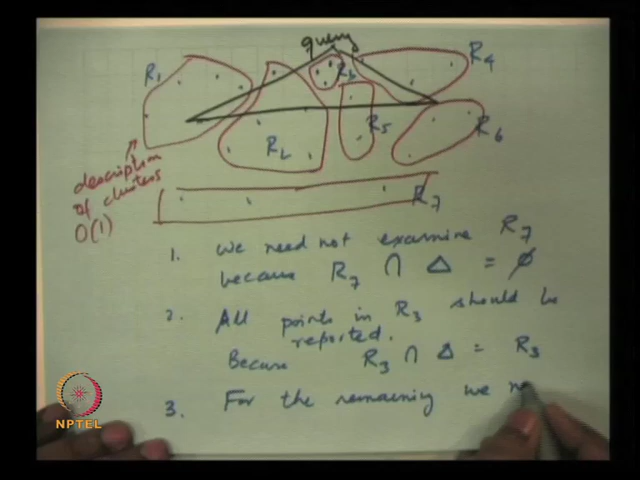 query
R1
R3
R4
R2
R5
R6
R7
description
of clusters
O(1)
1. We need not examine R7
because R7 ∩ Δ = ∅
2. All points in R3 should be
reported.
Because R3 ∩ Δ = R3
3. For the remaining we
NPTEL